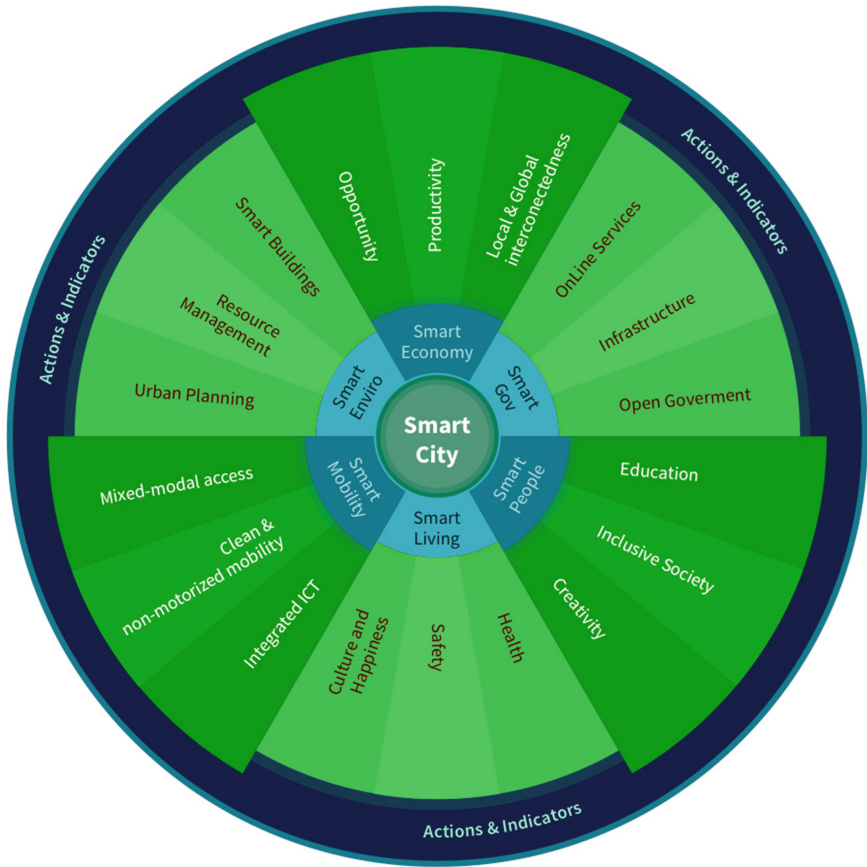 Smart
City
Smart
Economy
Opportunity
Productivity
Local & Global
interconectedness
Smart
Gov
OnLine Services
Infrastructure
Open Goverment
Smart
People
Education
Inclusive Society
Creativity
Smart
Living
Health
Safety
Culture and
Happiness
Smart
Mobility
Integrated ICT
Clean &
non-motorized mobility
Mixed-modal access
Smart
Enviro
Urban Planning
Resource
Management
Smart Buildings
Actions & Indicators
Actions & Indicators
Actions & Indicators